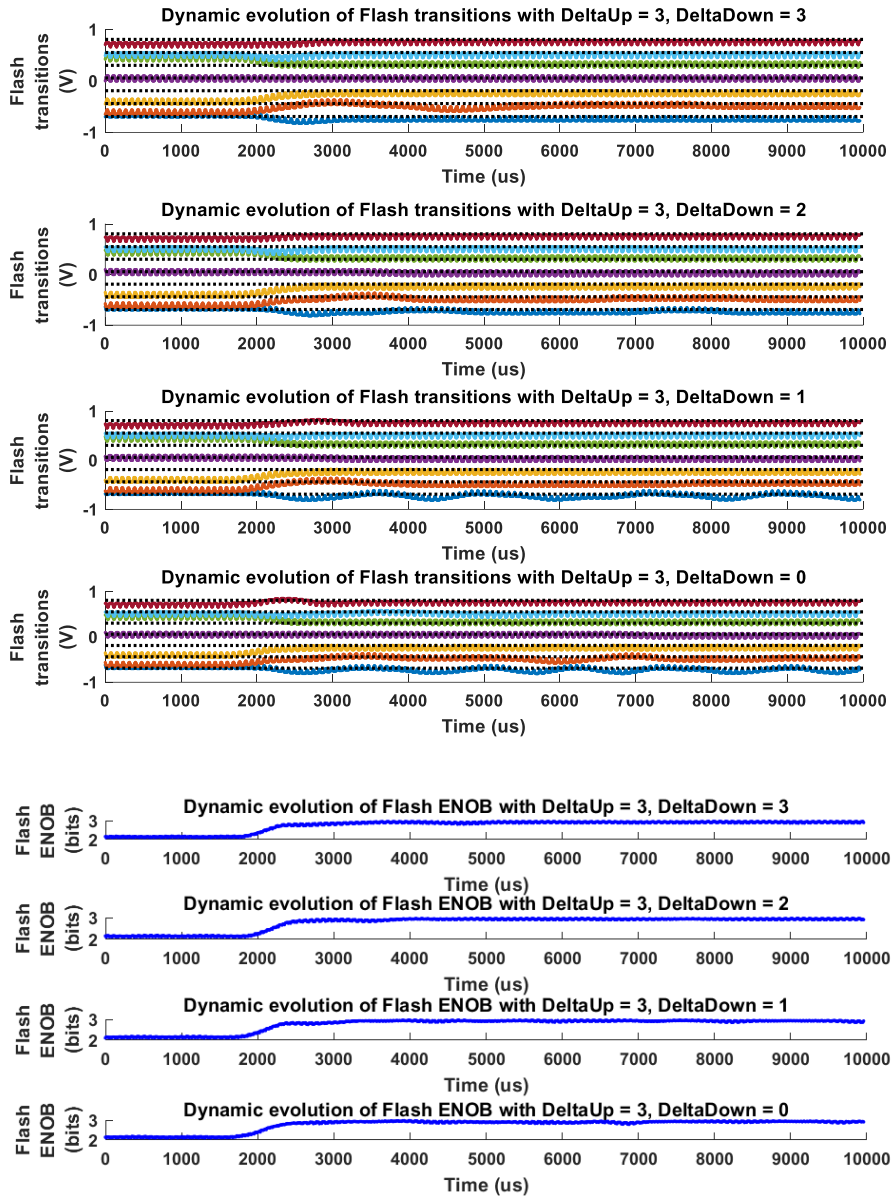 Dynamic evolution of Flash transitions with DeltaUp = 3, DeltaDown = 3
Flash
transitions
(V)
1
0
-1
0 1000 2000 3000 4000 5000 6000 7000 8000 9000 10000
Time (us)
Dynamic evolution of Flash transitions with DeltaUp = 3, DeltaDown = 2
Flash
transitions
(V)
1
0
-1
0 1000 2000 3000 4000 5000 6000 7000 8000 9000 10000
Time (us)
Dynamic evolution of Flash transitions with DeltaUp = 3, DeltaDown = 1
Flash
transitions
(V)
1
0
-1
0 1000 2000 3000 4000 5000 6000 7000 8000 9000 10000
Time (us)
Dynamic evolution of Flash transitions with DeltaUp = 3, DeltaDown = 0
Flash
transitions
(V)
1
0
-1
0 1000 2000 3000 4000 5000 6000 7000 8000 9000 10000
Time (us)
Dynamic evolution of Flash ENOB with DeltaUp = 3, DeltaDown = 3
Flash
ENOB
(bits)
3
2
0 1000 2000 3000 4000 5000 6000 7000 8000 9000 10000
Time (us)
Dynamic evolution of Flash ENOB with DeltaUp = 3, DeltaDown = 2
Flash
ENOB
(bits)
3
2
0 1000 2000 3000 4000 5000 6000 7000 8000 9000 10000
Time (us)
Dynamic evolution of Flash ENOB with DeltaUp = 3, DeltaDown = 1
Flash
ENOB
(bits)
3
2
0 1000 2000 3000 4000 5000 6000 7000 8000 9000 10000
Time (us)
Dynamic evolution of Flash ENOB with DeltaUp = 3, DeltaDown = 0
Flash
ENOB
(bits)
3
2
0 1000 2000 3000 4000 5000 6000 7000 8000 9000 10000
Time (us)